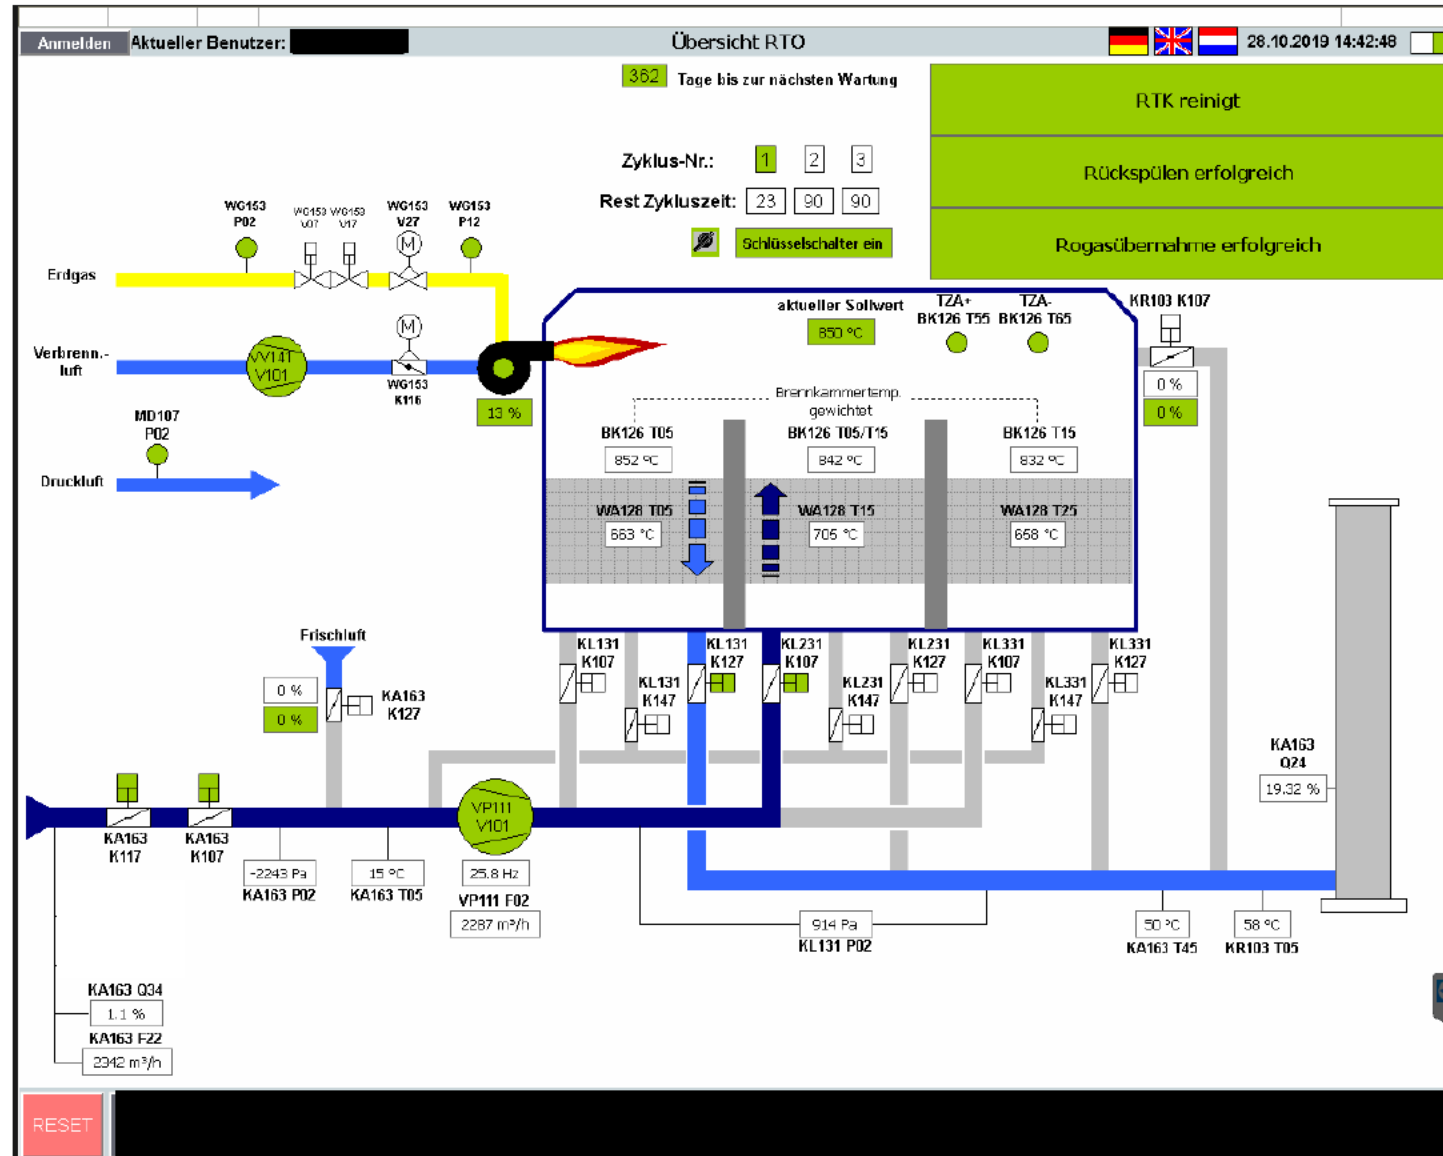 Anmelden
Aktueller Benutzer:
Übersicht RTO
28.10.2019 14:42:48
362 Tage bis zur nächsten Wartung
RTK reinigt
Rückspülen erfolgreich
Rogasübernahme erfolgreich
Zyklus-Nr.: 1 2 3
Rest Zykluszeit: 23 90 90
Schlüsselschalter ein
WG153
P02
WG153
V07
WG153
V17
WG153
V27
WG153
P12
M
Erdgas
Verbrenn.-
luft
VV141
V101
M
WG153
K116
13 %
MD107
P02
Druckluft
aktueller Sollwert
850 °C
TZA+
BK126 T55
TZA-
BK126 T65
KR103 K107
0 %
0 %
Brennkammertemp.
gewichtet
BK126 T05
852 °C
BK126 T05/T15
842 °C
BK126 T15
832 °C
WA128 T05
663 °C
WA128 T15
705 °C
WA128 T25
658 °C
Frischluft
0 %
0 %
KA163
K127
KL131
K107
KL131
K147
KL131
K127
KL231
K107
KL231
K147
KL231
K127
KL331
K107
KL331
K147
KL331
K127
KA163
Q24
19.32 %
KA163
K117
KA163
K107
-2243 Pa
KA163 P02
15 °C
KA163 T05
VP111
V101
25.8 Hz
VP111 F02
2287 m³/h
914 Pa
KL131 P02
50 °C
KA163 T45
58 °C
KR103 T05
KA163 Q34
1.1 %
KA163 F22
2342 m³/h
RESET